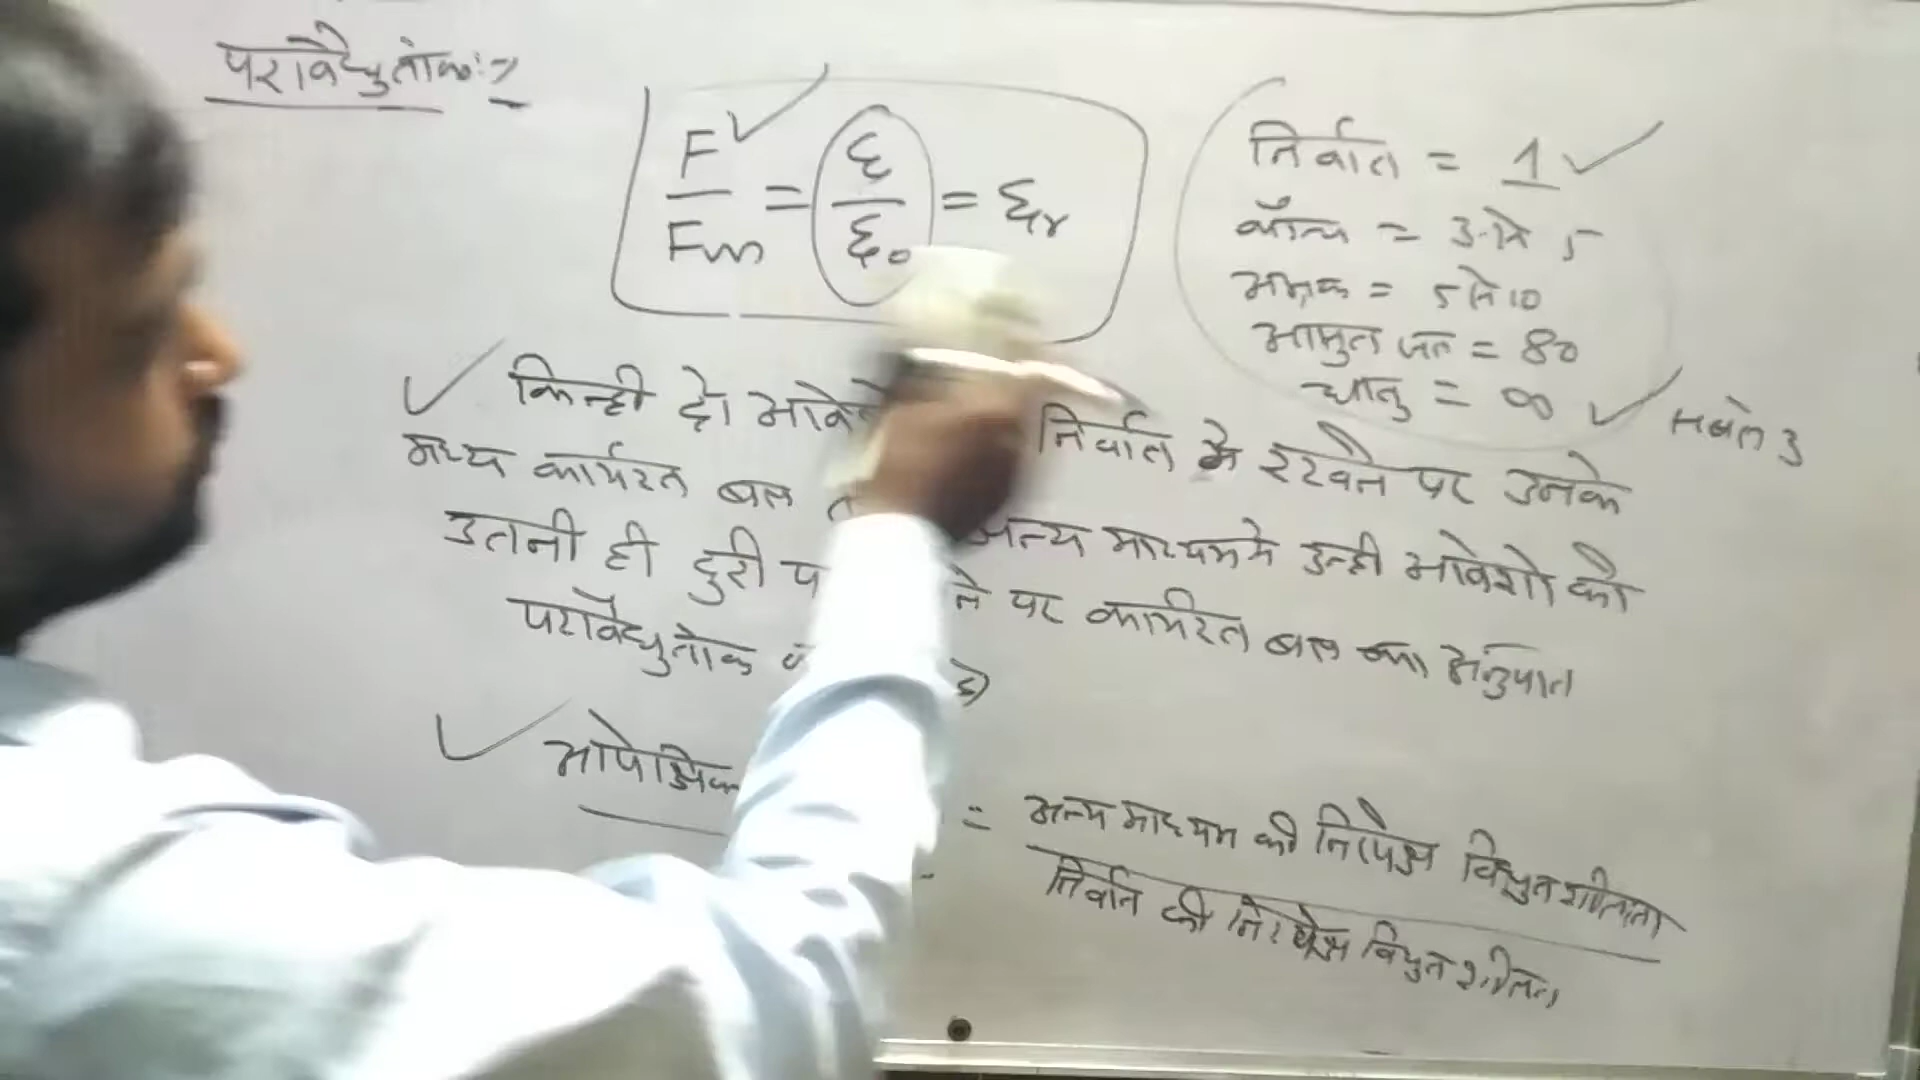 परावैद्युतांक :→
F / Fm = ε / ε₀ = εr
निर्वात = 1
काँच = 3 से 5
अभ्रक = 5 से 10
आसुत जल = 80
धातु = ∞
किन्ही दो निर्वात मे रखने पर उनके
मध्य कार्यरत बल अन्य माध्यम मे उन्ही आवेशो को
उतनी ही दुरी पर कार्यरत बल का अनुपात
परावैद्युतांक है
आपेक्षिक
= अन्य माध्यम की निरपेक्ष विद्युतशीलता
निर्वात की निरपेक्ष विद्युतशीलता